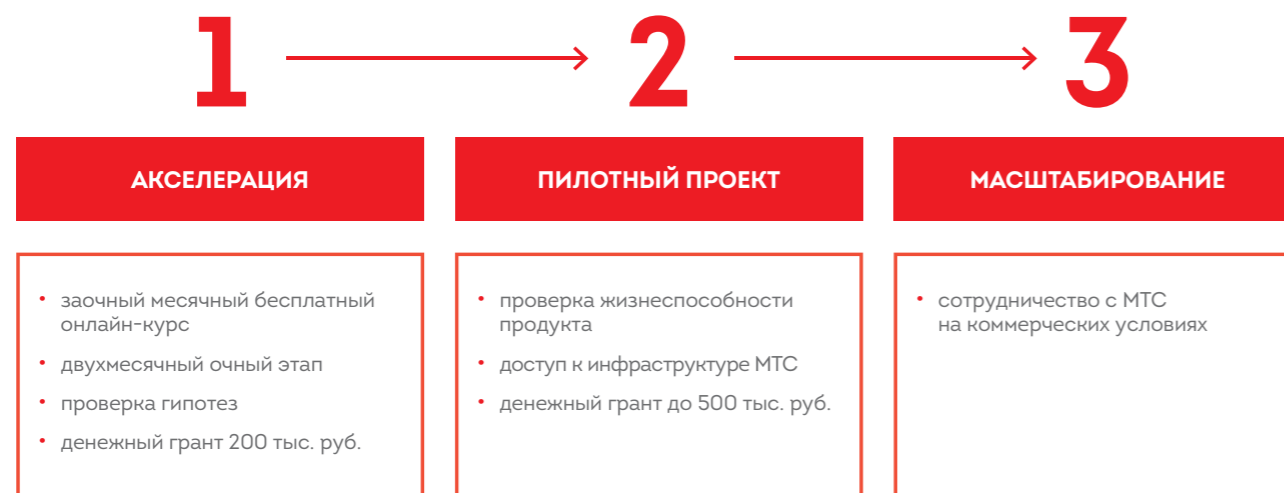 1
2
3
АКСЕЛЕРАЦИЯ
ПИЛОТНЫЙ ПРОЕКТ
МАСШТАБИРОВАНИЕ
• заочный месячный бесплатный
онлайн-курс
• двухмесячный очный этап
• проверка гипотез
• денежный грант 200 тыс. руб.
• проверка жизнеспособности
продукта
• доступ к инфраструктуре МТС
• денежный грант до 500 тыс. руб.
• сотрудничество с МТС
на коммерческих условиях